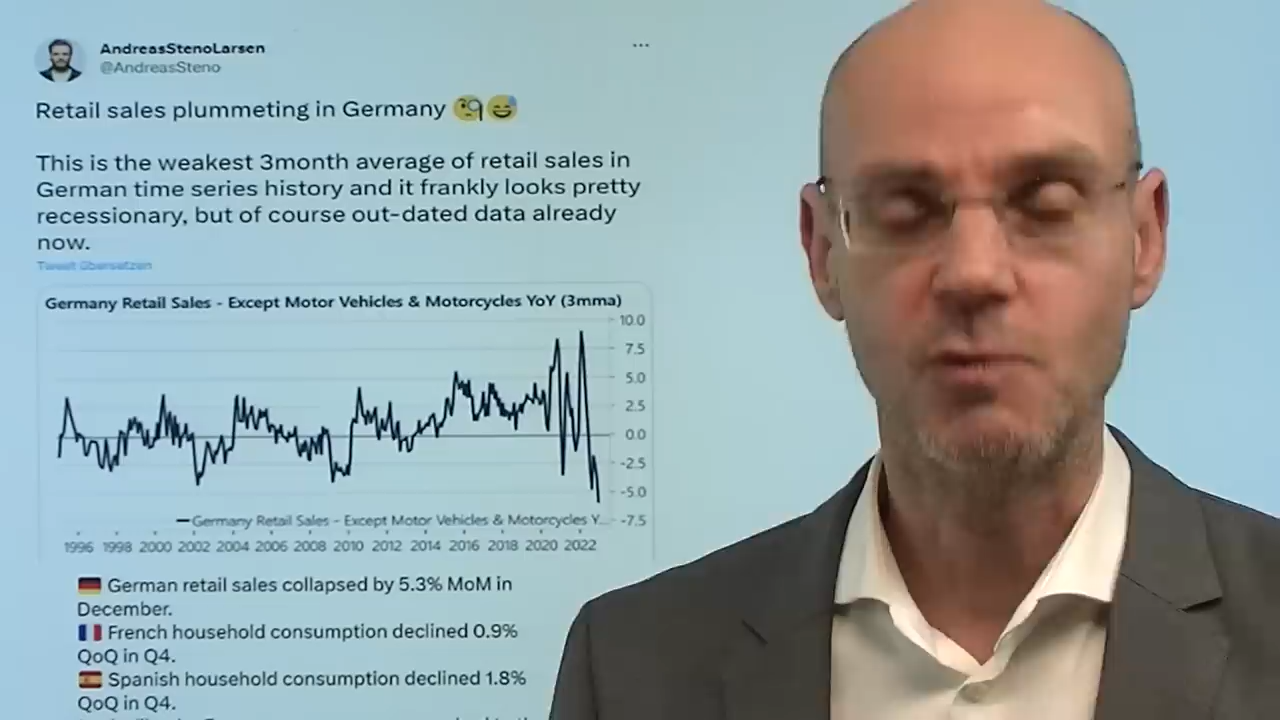 AndreasStenoLarsen
@AndreasSteno
...
Retail sales plummeting in Germany 🧐😅
This is the weakest 3month average of retail sales in
German time series history and it frankly looks pretty
recessionary, but of course out-dated data already
now.
Tweet übersetzen
Germany Retail Sales - Except Motor Vehicles & Motorcycles YoY (3mma)
10.0
7.5
5.0
2.5
0.0
-2.5
-5.0
-7.5
Germany Retail Sales - Except Motor Vehicles & Motorcycles Y...
1996 1998 2000 2002 2004 2006 2008 2010 2012 2014 2016 2018 2020 2022
🇩🇪 German retail sales collapsed by 5.3% MoM in
December.
🇫🇷 French household consumption declined 0.9%
QoQ in Q4.
🇪🇸 Spanish household consumption declined 1.8%
QoQ in Q4.